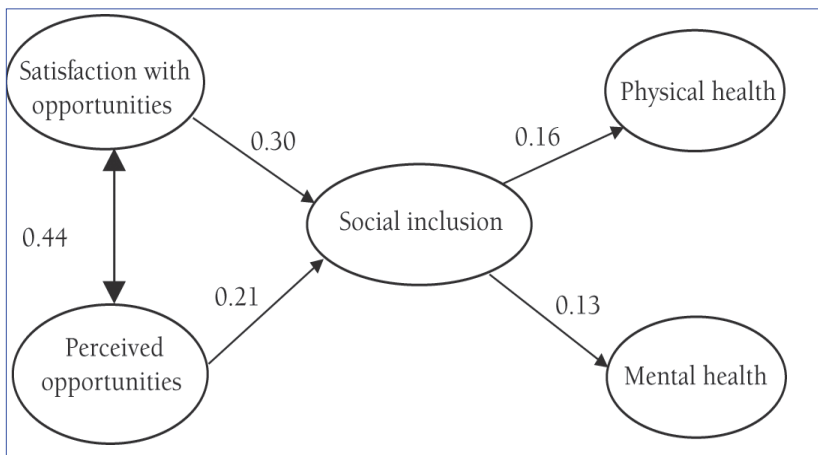 Satisfaction with
opportunities
Physical health
0.30
0.16
Social inclusion
0.44
0.21
0.13
Perceived
opportunities
Mental health